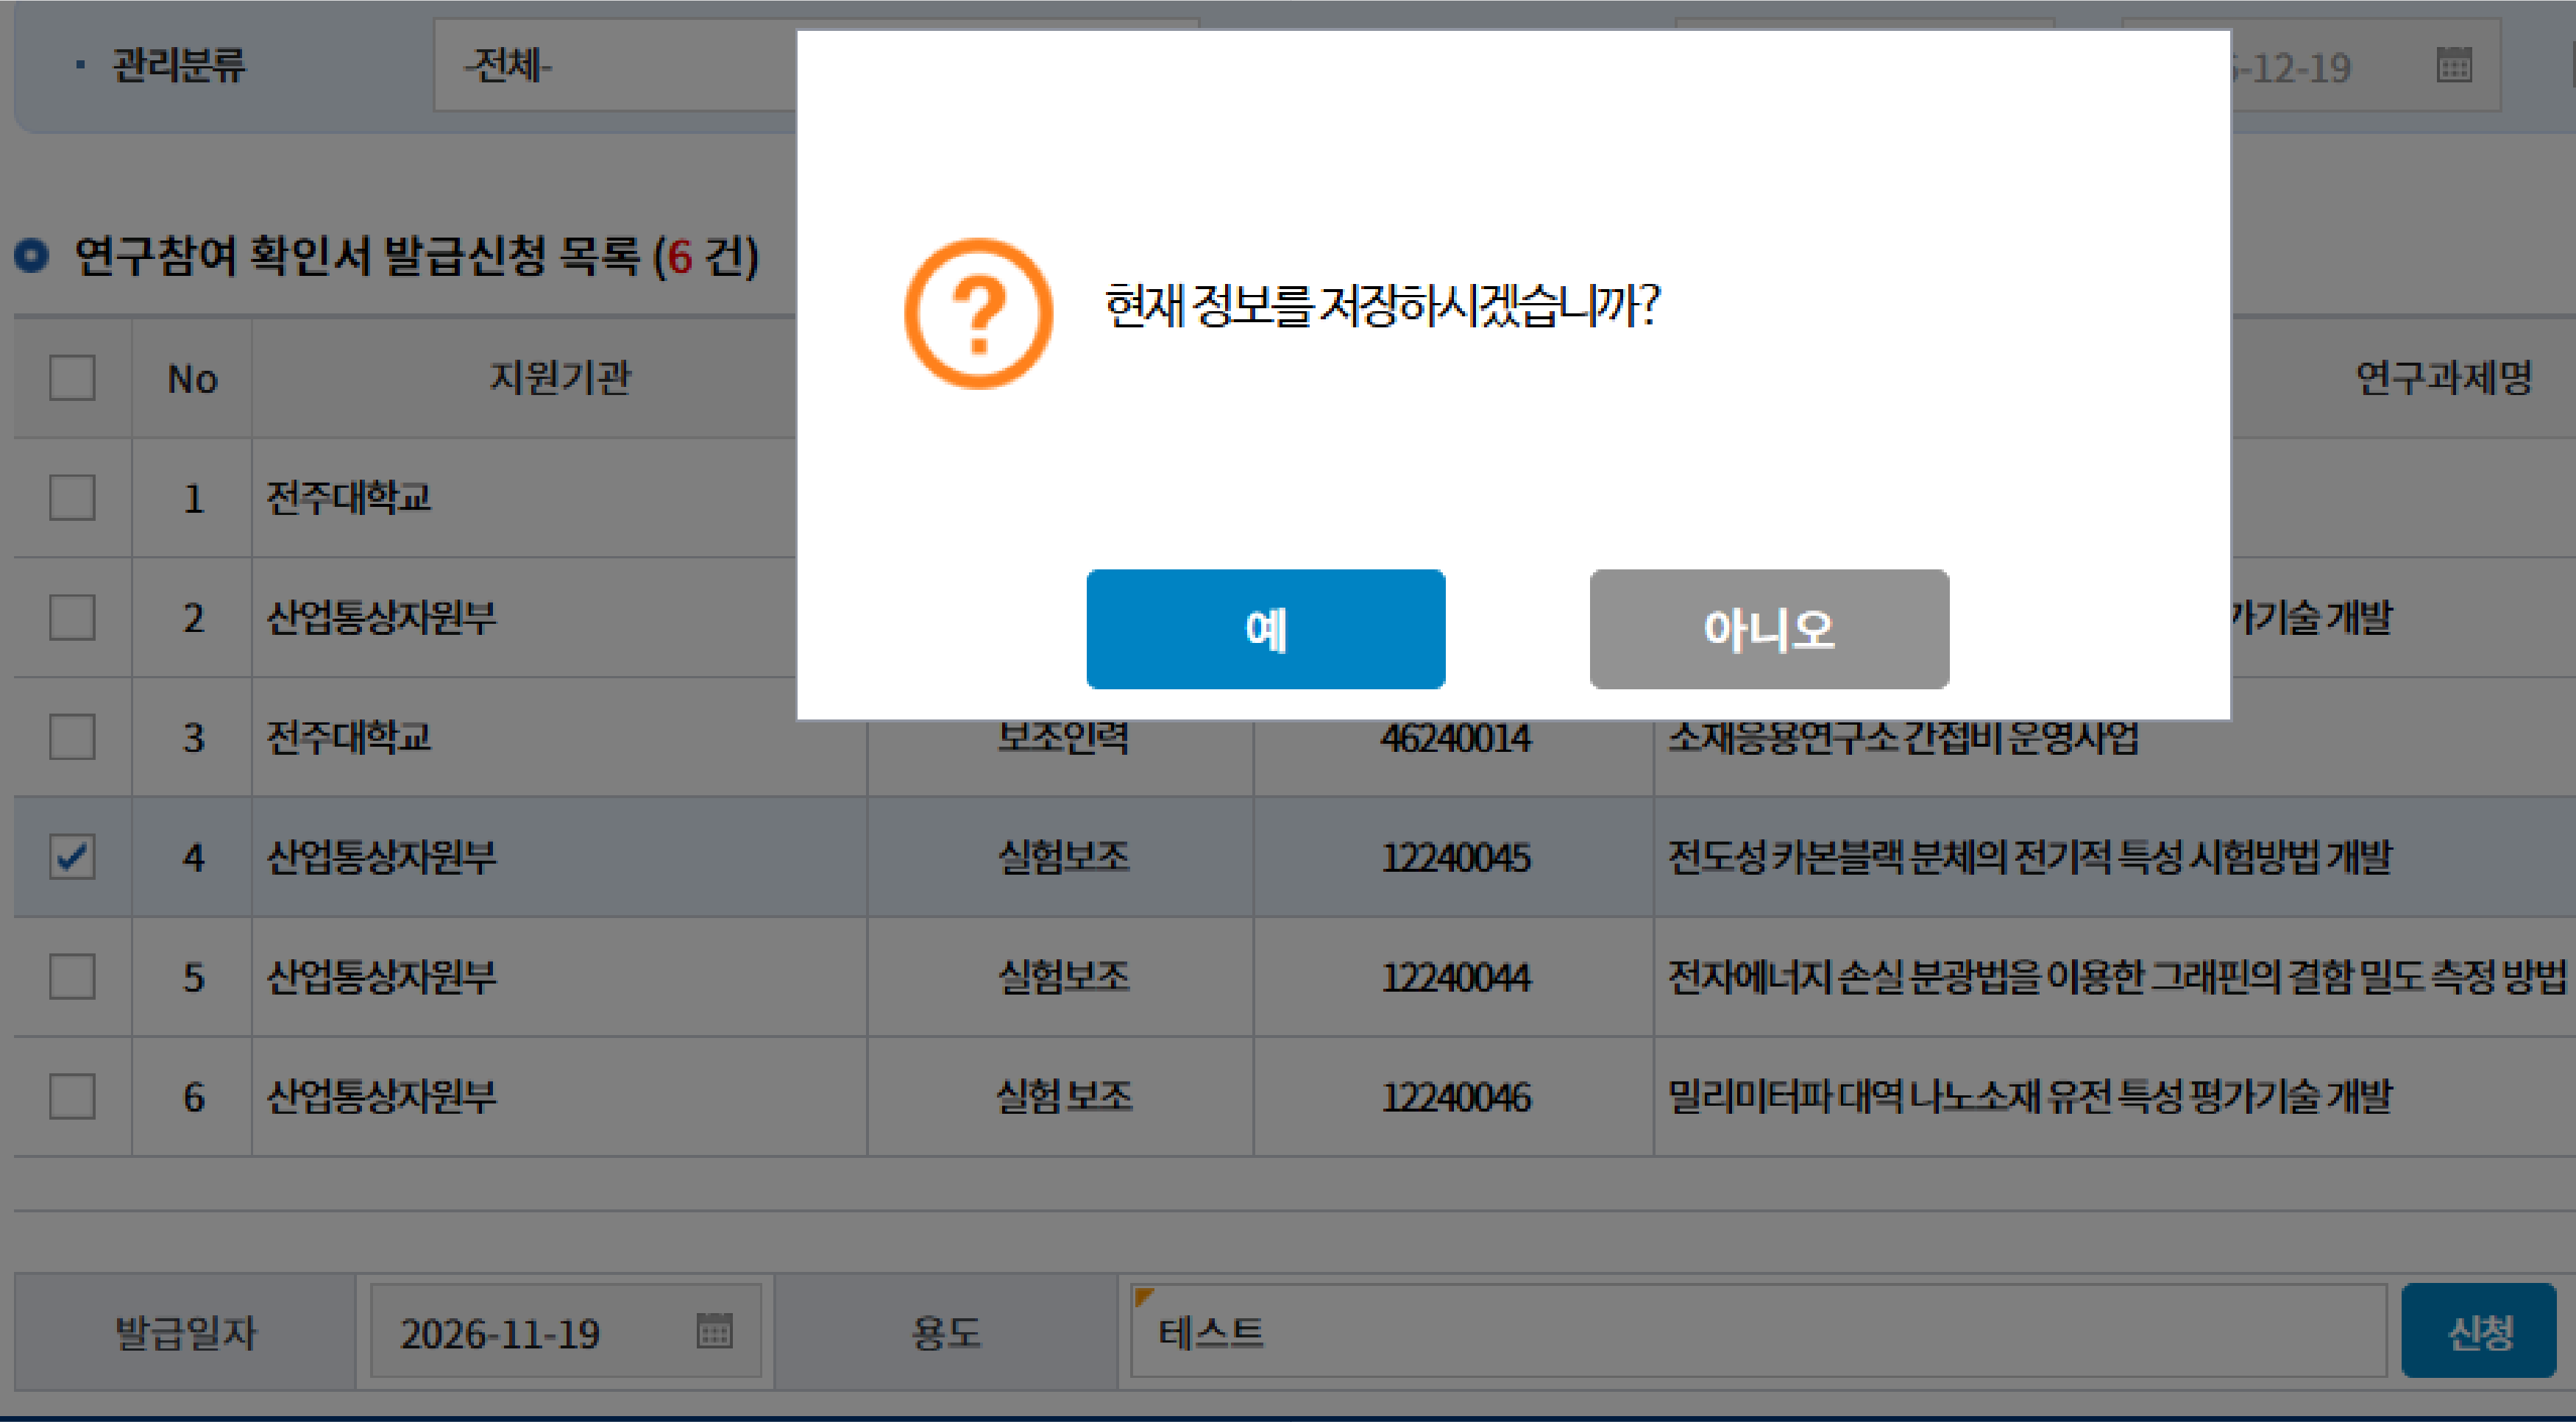 관리분류 -전체- -12-19
연구참여 확인서 발급신청 목록 (6 건)
현재 정보를 저장하시겠습니까?
예 아니오
No 지원기관 연구과제명
1 전주대학교
2 산업통상자원부 가기술 개발
3 전주대학교 보조인력 46240014 소재응용연구소 간접비 운영사업
4 산업통상자원부 실험보조 12240045 전도성 카본블랙 분체의 전기적 특성 시험방법 개발
5 산업통상자원부 실험보조 12240044 전자에너지 손실 분광법을 이용한 그래핀의 결함 밀도 측정 방법
6 산업통상자원부 실험 보조 12240046 밀리미터파 대역 나노소재 유전 특성 평가기술 개발
발급일자 2026-11-19 용도 테스트 신청